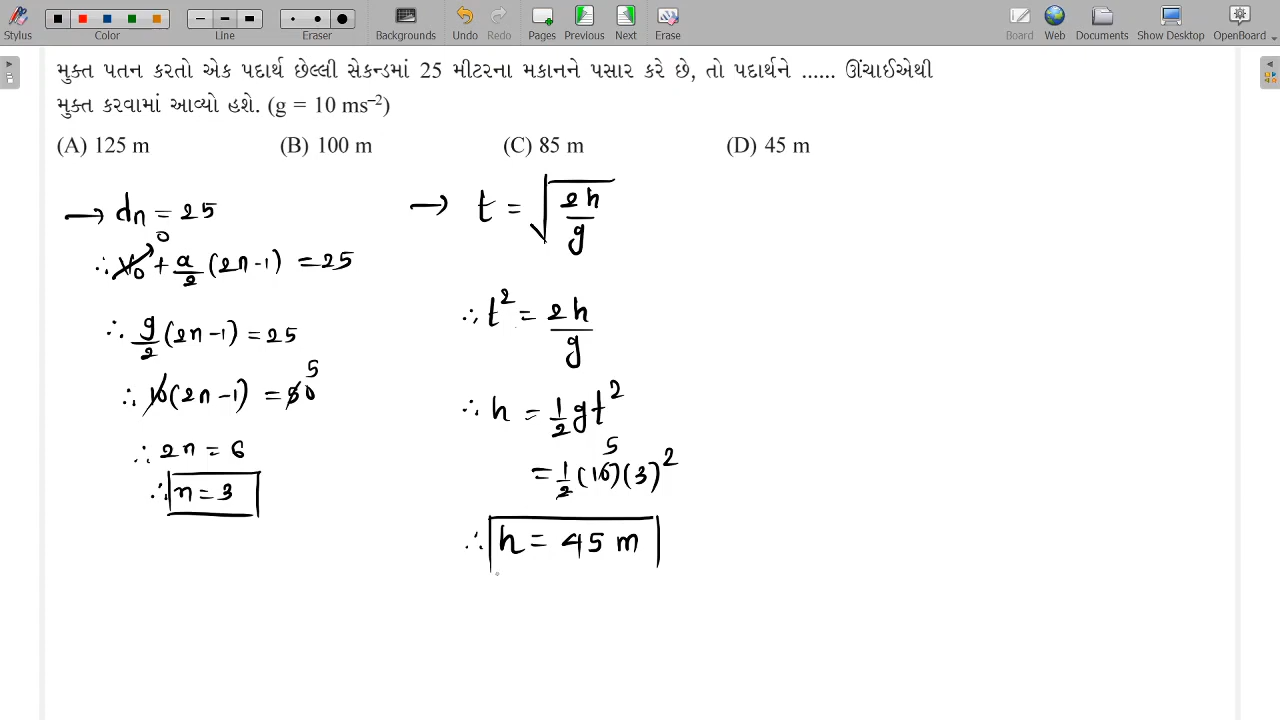 Stylus
Color
Line
Eraser
Backgrounds
Undo
Redo
Pages
Previous
Next
Erase
Board
Web
Documents
Show Desktop
OpenBoard
મુક્ત પતન કરતો એક પદાર્થ છેલ્લી સેકન્ડમાં 25 મીટરના મકાનને પસાર કરે છે, તો પદાર્થને ...... ઊંચાઈએથી
મુક્ત કરવામાં આવ્યો હશે. (g = 10 ms⁻²)
(A) 125 m (B) 100 m (C) 85 m (D) 45 m
→ dn = 25
∴ v₀ 0 + a/2 (2n-1) = 25
∴ g/2 (2n-1) = 25
∴ 10(2n-1) = 50 5
∴ 2n = 6
∴ n = 3
→ t = √(2h/g)
∴ t² = 2h/g
∴ h = 1/2 gt²
= 1/2 (10) 5 (3)²
∴ h = 45 m